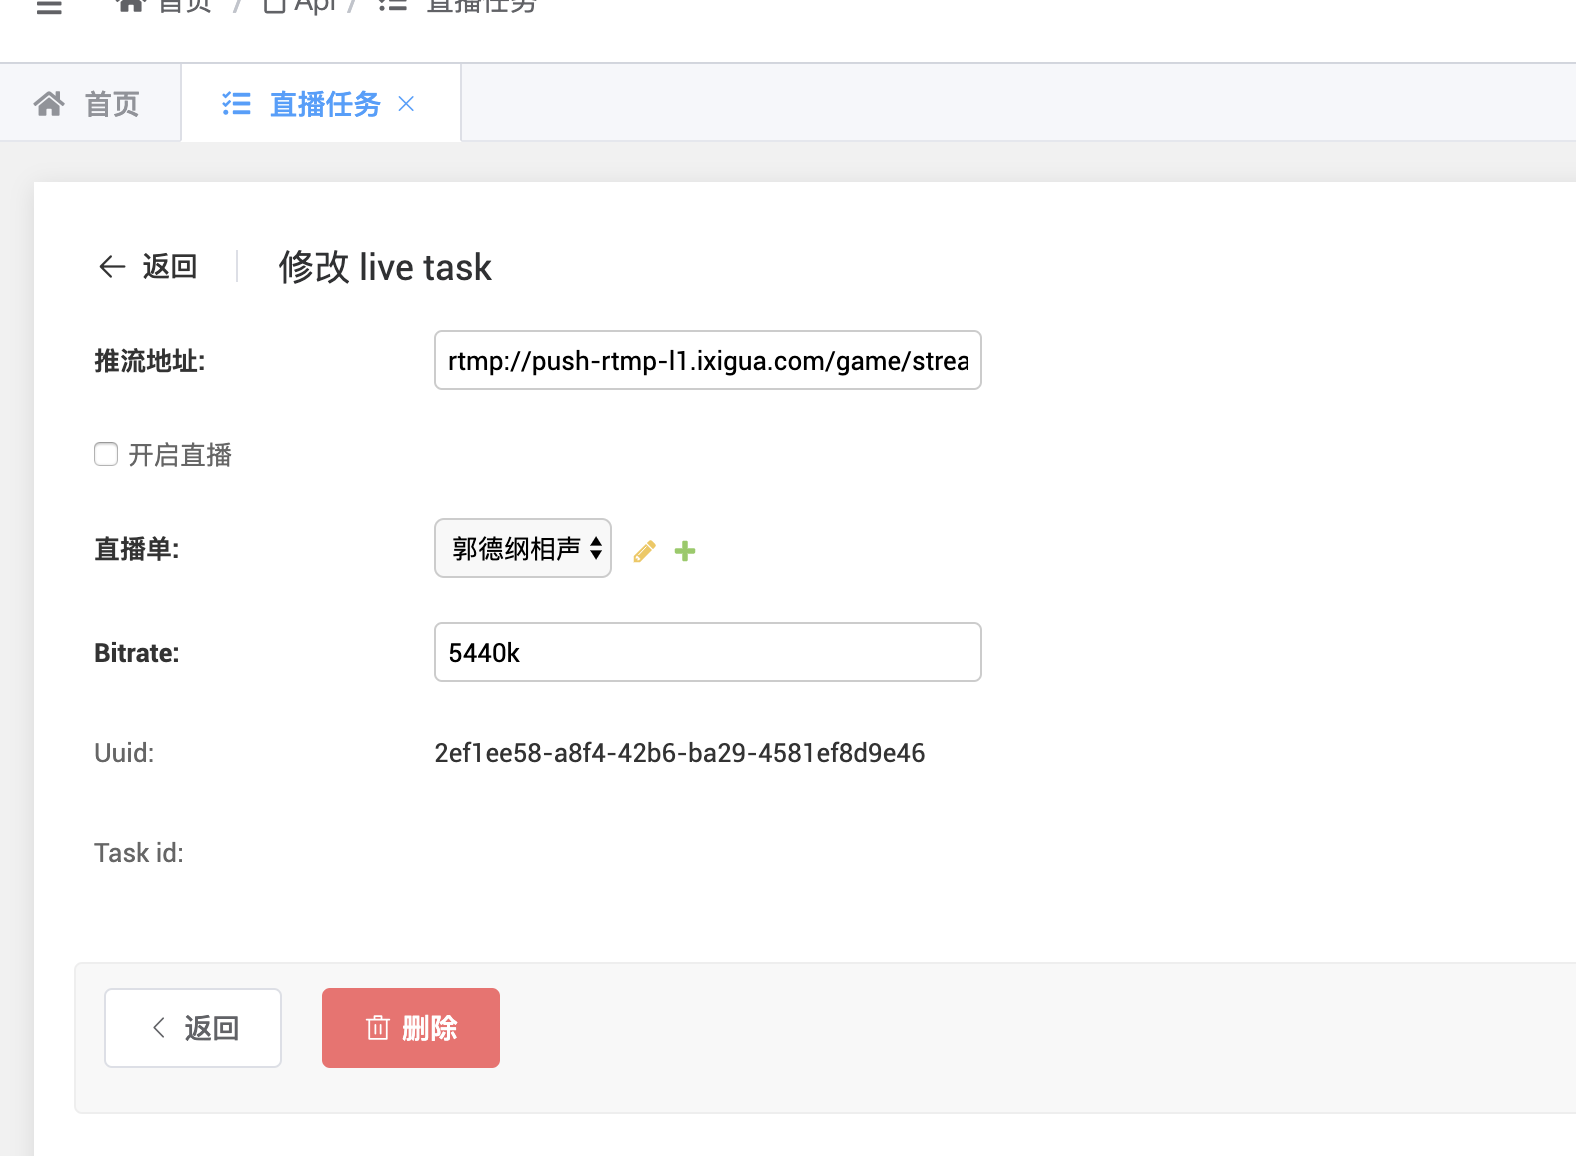 首页 / Api / 直播任务
首页 直播任务
返回 修改 live task
推流地址: rtmp://push-rtmp-l1.ixigua.com/game/strea
开启直播
直播单: 郭德纲相声
Bitrate: 5440k
Uuid: 2ef1ee58-a8f4-42b6-ba29-4581ef8d9e46
Task id:
返回 删除